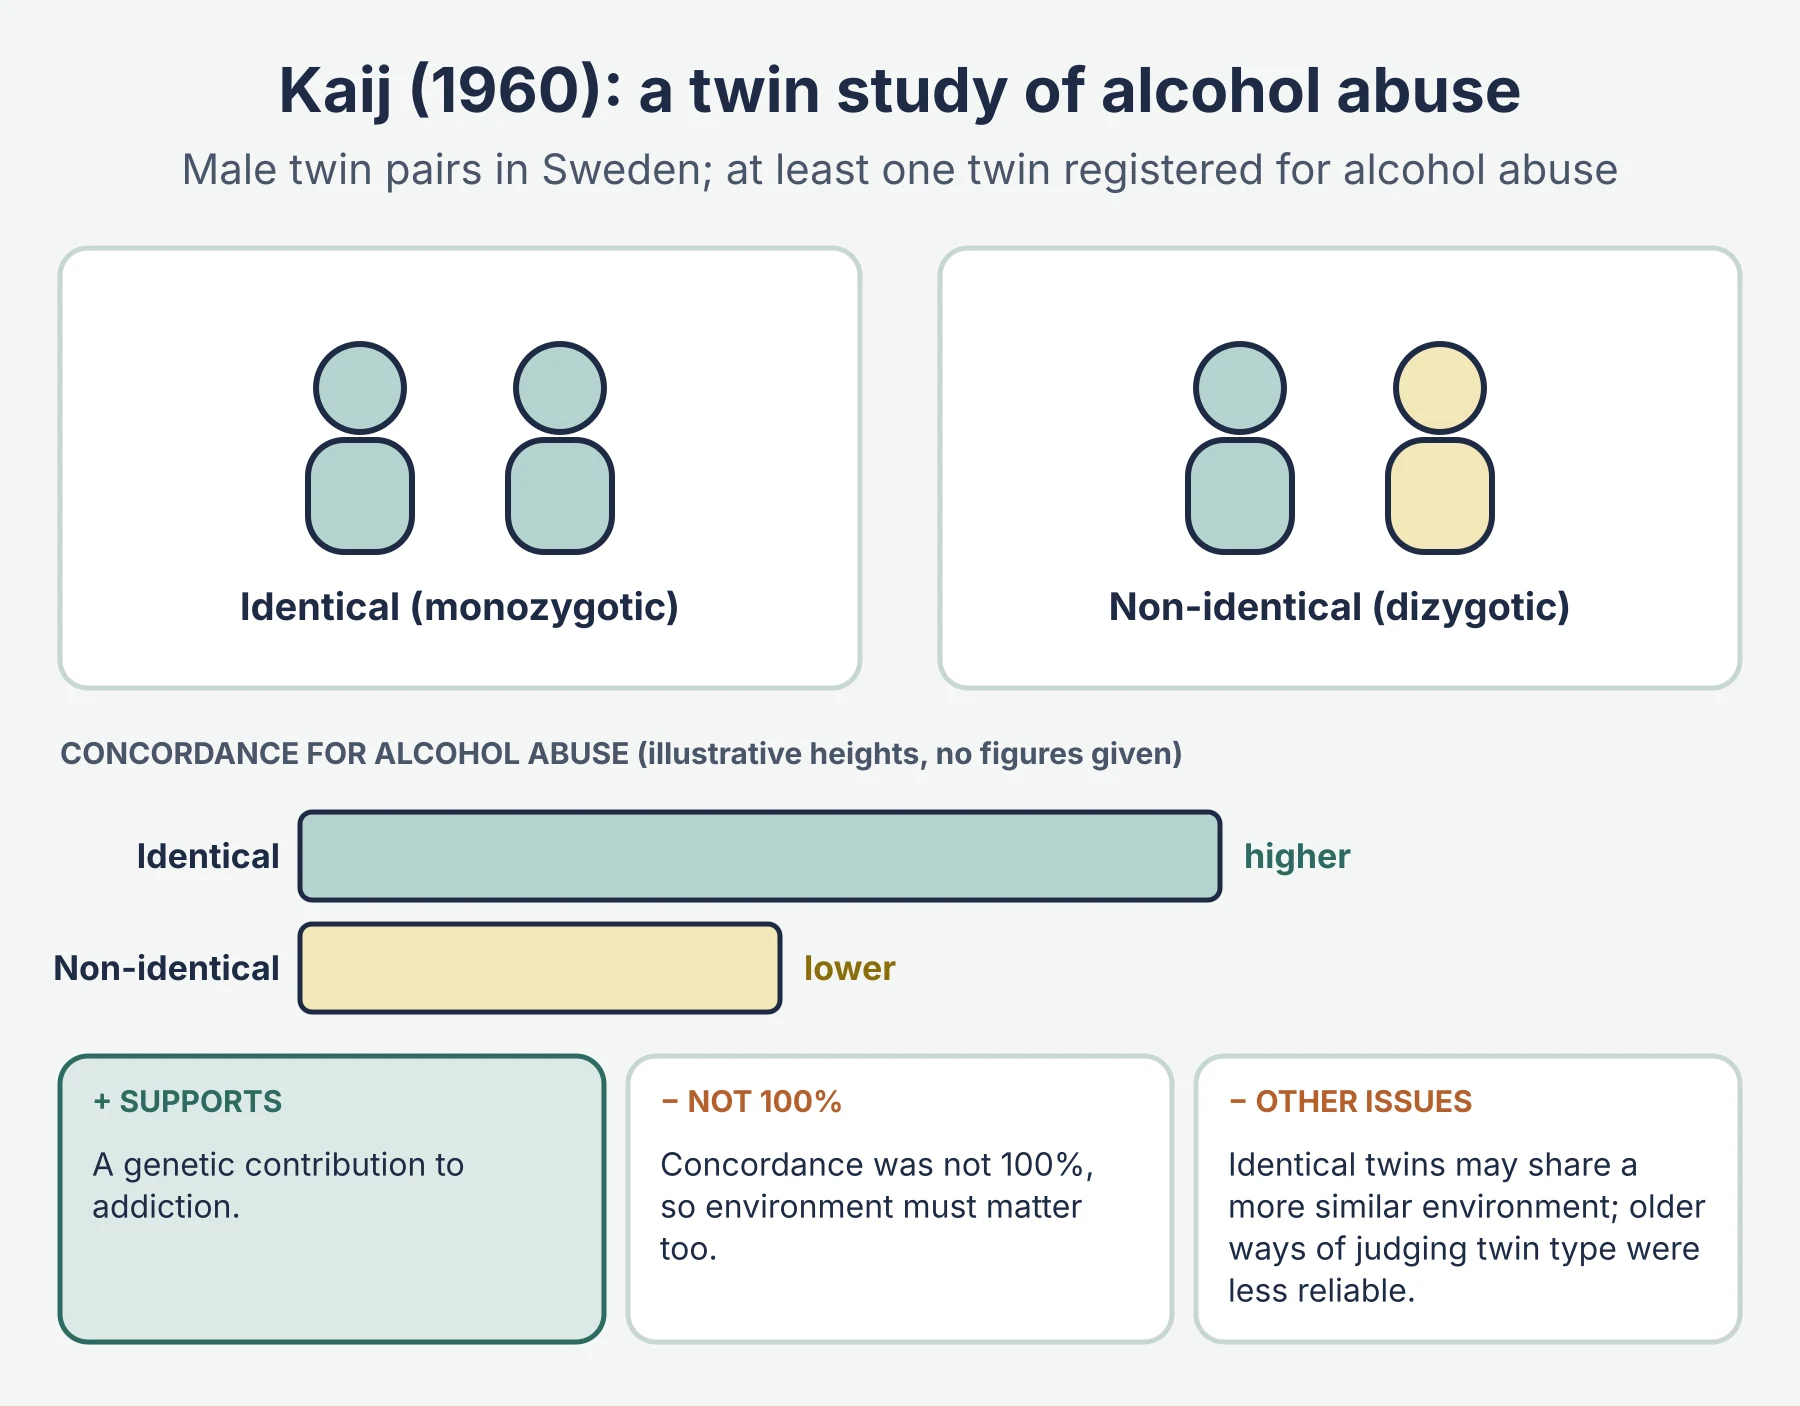 Kaij (1960): a twin study of alcohol abuse
Male twin pairs in Sweden; at least one twin registered for alcohol abuse
Identical (monozygotic)
Non-identical (dizygotic)
CONCORDANCE FOR ALCOHOL ABUSE (illustrative heights, no figures given)
Identical
higher
Non-identical
lower
+ SUPPORTS
A genetic contribution to
addiction.
− NOT 100%
Concordance was not 100%,
so environment must matter
too.
− OTHER ISSUES
Identical twins may share a
more similar environment; older
ways of judging twin type were
less reliable.